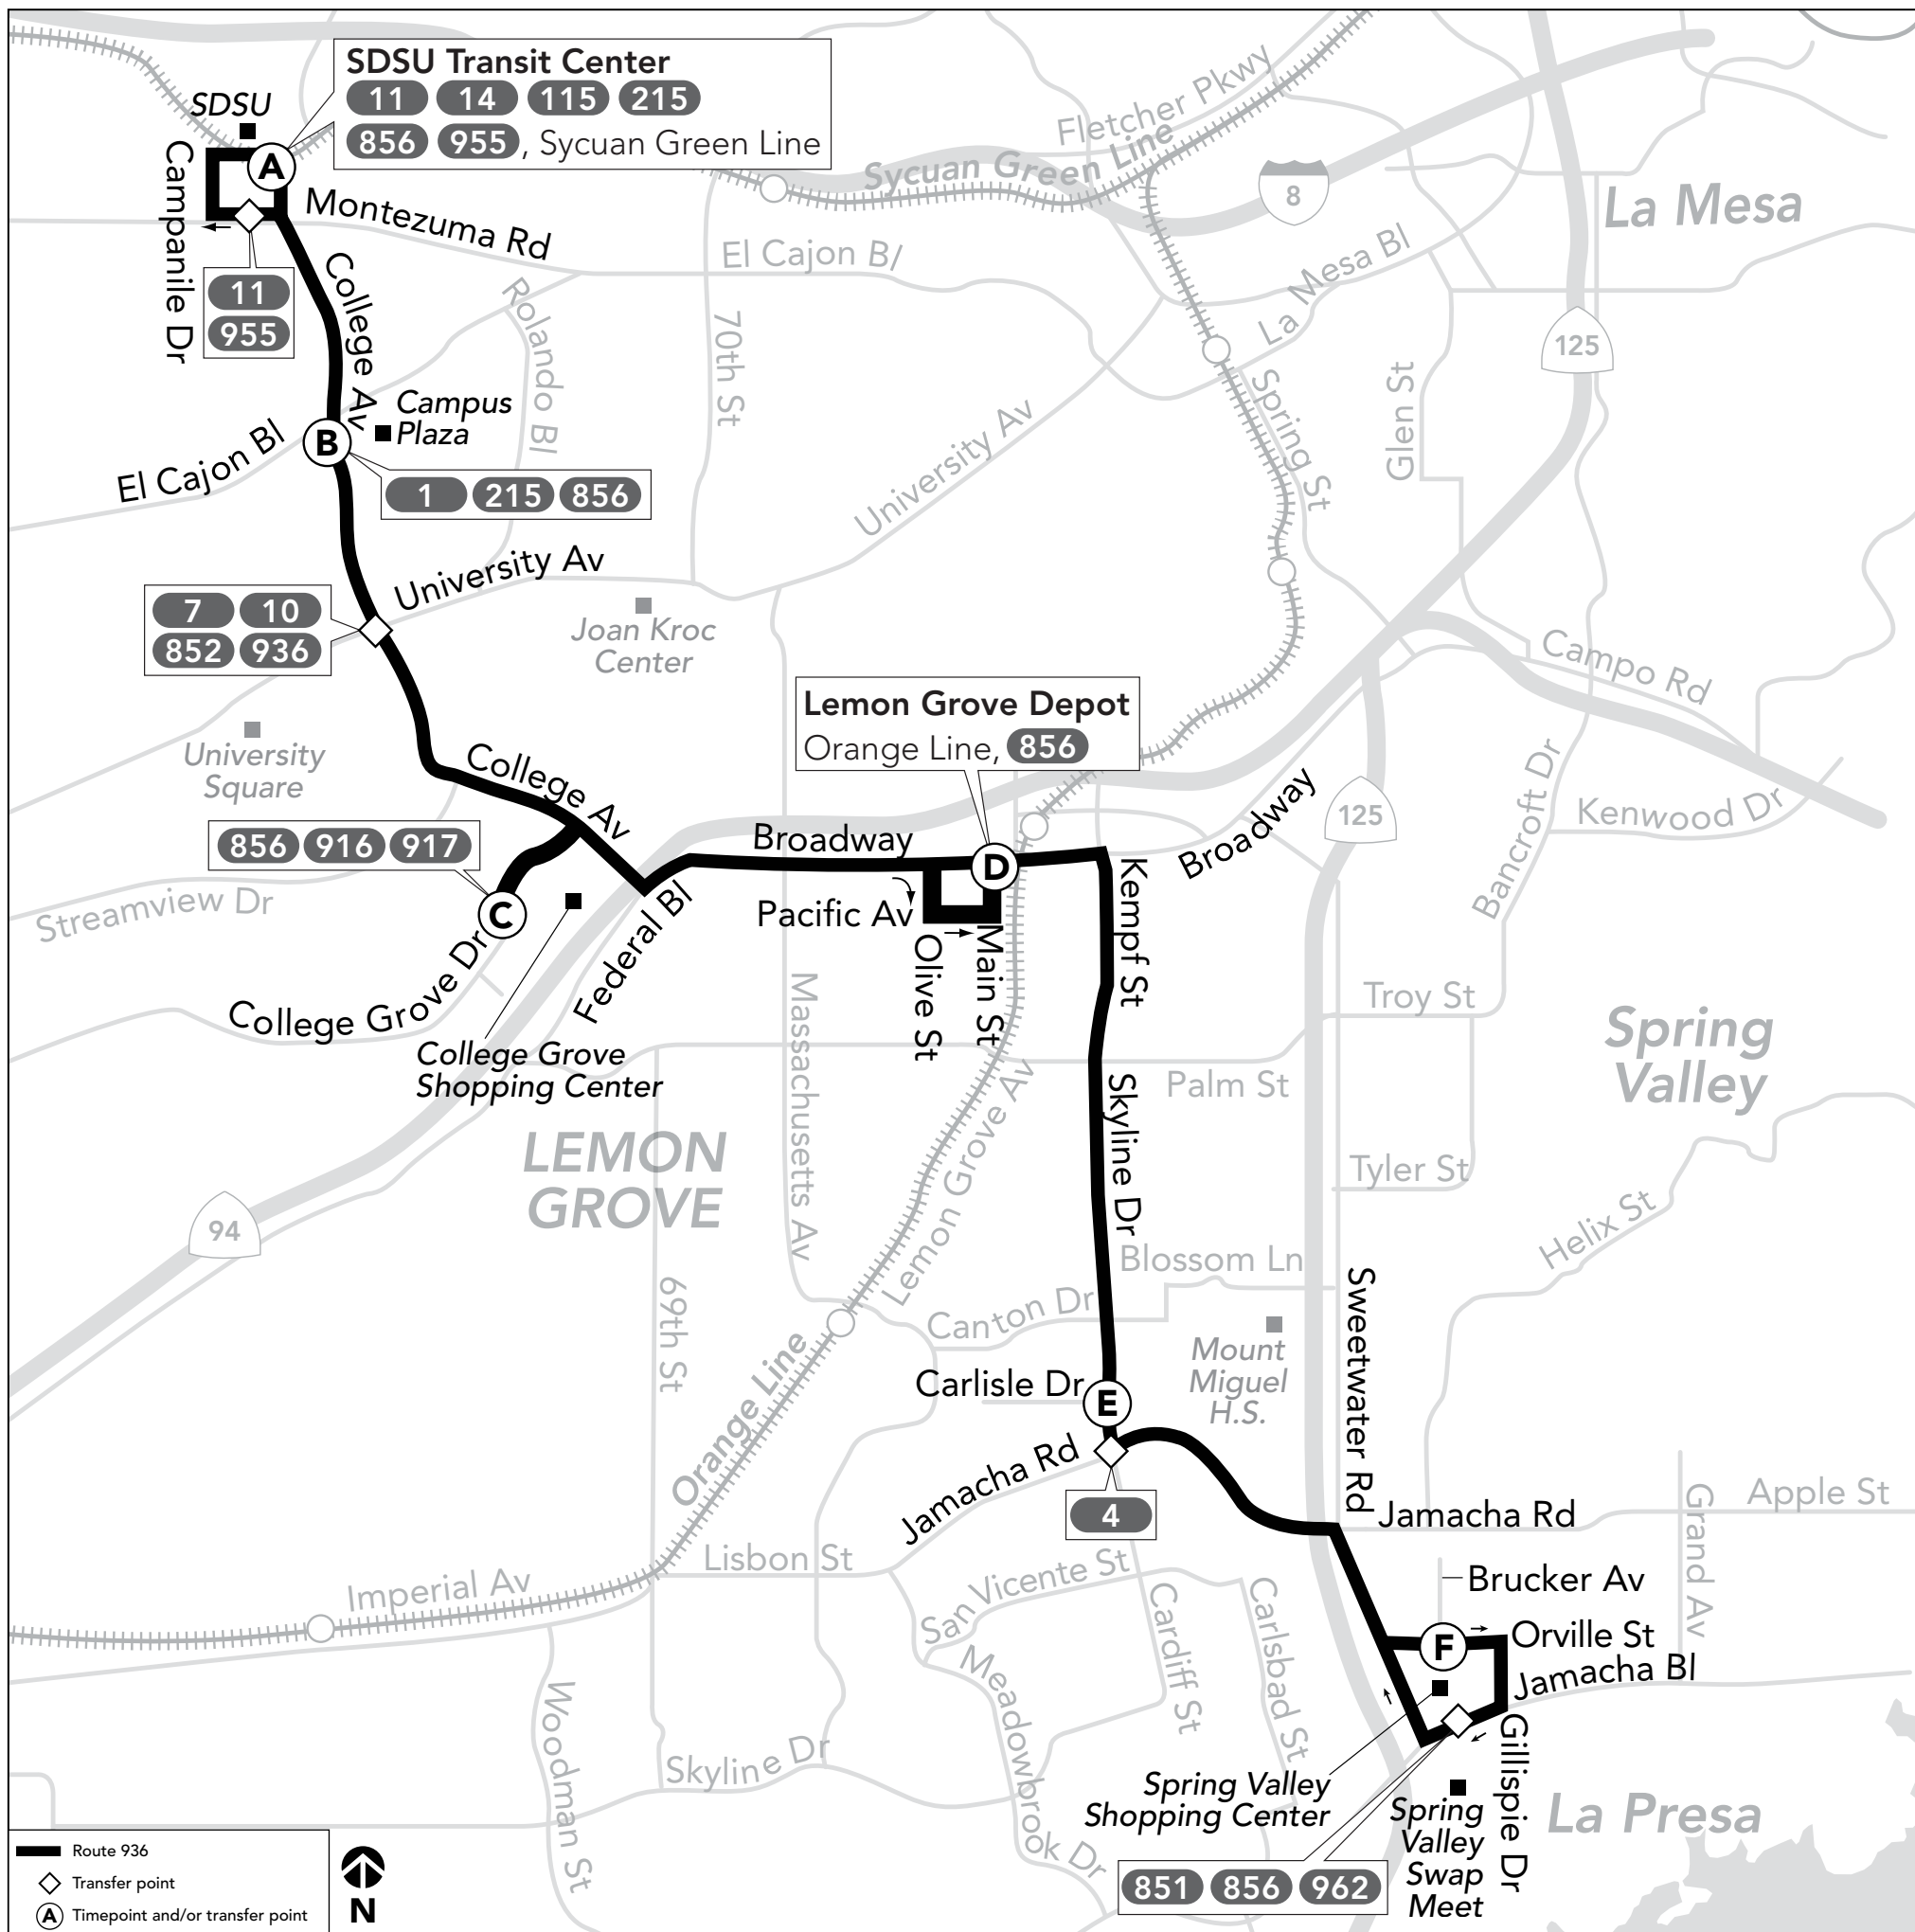 SDSU Transit Center
11 14 115 215
856 955, Sycuan Green Line
SDSU
A
Campanile Dr
Montezuma Rd
11
955
College Av
Fletcher Pkwy
Sycuan Green Line
8
La Mesa
El Cajon B/
La Mesa Bl
Rolando Bl
70th St
125
Spring St
Glen St
Campus
Plaza
El Cajon Bl
B
1 215 856
University Av
University Av
7 10
852 936
Joan Kroc
Center
Campo Rd
University
Square
Lemon Grove Depot
Orange Line, 856
College Av
Broadway
Broadway
125
Bancroft Dr
Kenwood Dr
856 916 917
D
Kempf St
Streamview Dr
C
Pacific Av
Federal Bl
Olive St
Main St
College Grove Dr
Massachusetts Av
Troy St
College Grove
Shopping Center
Spring
Valley
Palm St
Skyline Dr
LEMON
GROVE
Lemon Grove Av
Tyler St
94
Helix St
Blossom Ln
Sweetwater Rd
69th St
Canton Dr
Mount
Miguel
H.S.
Orange Line
Carlisle Dr
E
Jamacha Rd
4
Jamacha Rd
Apple St
Grand Av
Lisbon St
Imperial Av
San Vicente St
Cardiff St
Carlsbad St
Brucker Av
F
Orville St
Jamacha Bl
Meadowbrook Dr
Woodman St
Skyline Dr
Gillispie Dr
Spring Valley
Shopping Center
Spring
Valley
Swap
Meet
La Presa
851 856 962
Route 936
Transfer point
A Timepoint and/or transfer point
N